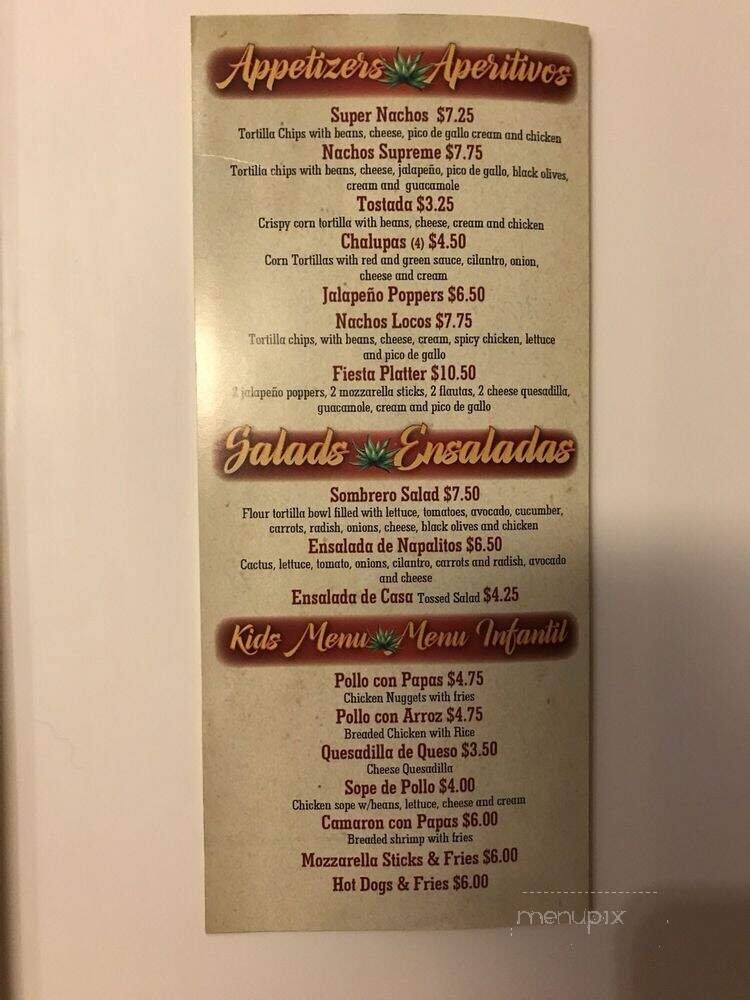 Appetizers Aperitivos
Super Nachos $7.25
Tortilla Chips with beans, cheese, pico de gallo cream and chicken
Nachos Supreme $7.75
Tortilla chips with beans, cheese, jalapeño, pico de gallo, black olives,
cream and guacamole
Tostada $3.25
Crispy corn tortilla with beans, cheese, cream and chicken
Chalupas (4) $4.50
Corn Tortillas with red and green sauce, cilantro, onion,
cheese and cream
Jalapeño Poppers $6.50
Nachos Locos $7.75
Tortilla chips, with beans, cheese, cream, spicy chicken, lettuce
and pico de gallo
Fiesta Platter $10.50
2 jalapeño poppers, 2 mozzarella sticks, 2 flautas, 2 cheese quesadilla,
guacamole, cream and pico de gallo
Salads Ensaladas
Sombrero Salad $7.50
Flour tortilla bowl filled with lettuce, tomatoes, avocado, cucumber,
carrots, radish, onions, cheese, black olives and chicken
Ensalada de Napalitos $6.50
Cactus, lettuce, tomato, onions, cilantro, carrots and radish, avocado
and cheese
Ensalada de Casa Tossed Salad $4.25
Kids Menu Menu Infantil
Pollo con Papas $4.75
Chicken Nuggets with fries
Pollo con Arroz $4.75
Breaded Chicken with Rice
Quesadilla de Queso $3.50
Cheese Quesadilla
Sope de Pollo $4.00
Chicken sope w/beans, lettuce, cheese and cream
Camaron con Papas $6.00
Breaded shrimp with fries
Mozzarella Sticks & Fries $6.00
Hot Dogs & Fries $6.00
menupix